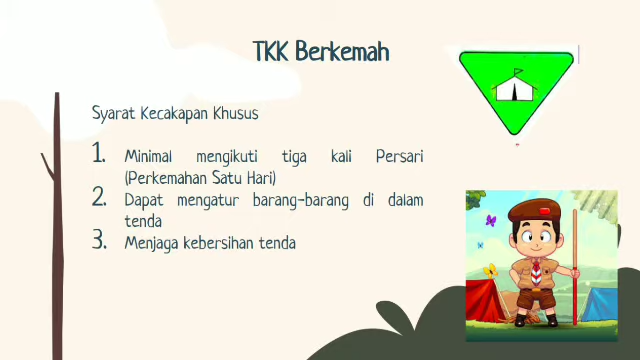 TKK Berkemah
Syarat Kecakapan Khusus
1. Minimal mengikuti tiga kali Persari
(Perkemahan Satu Hari)
2. Dapat mengatur barang-barang di dalam
tenda
3. Menjaga kebersihan tenda